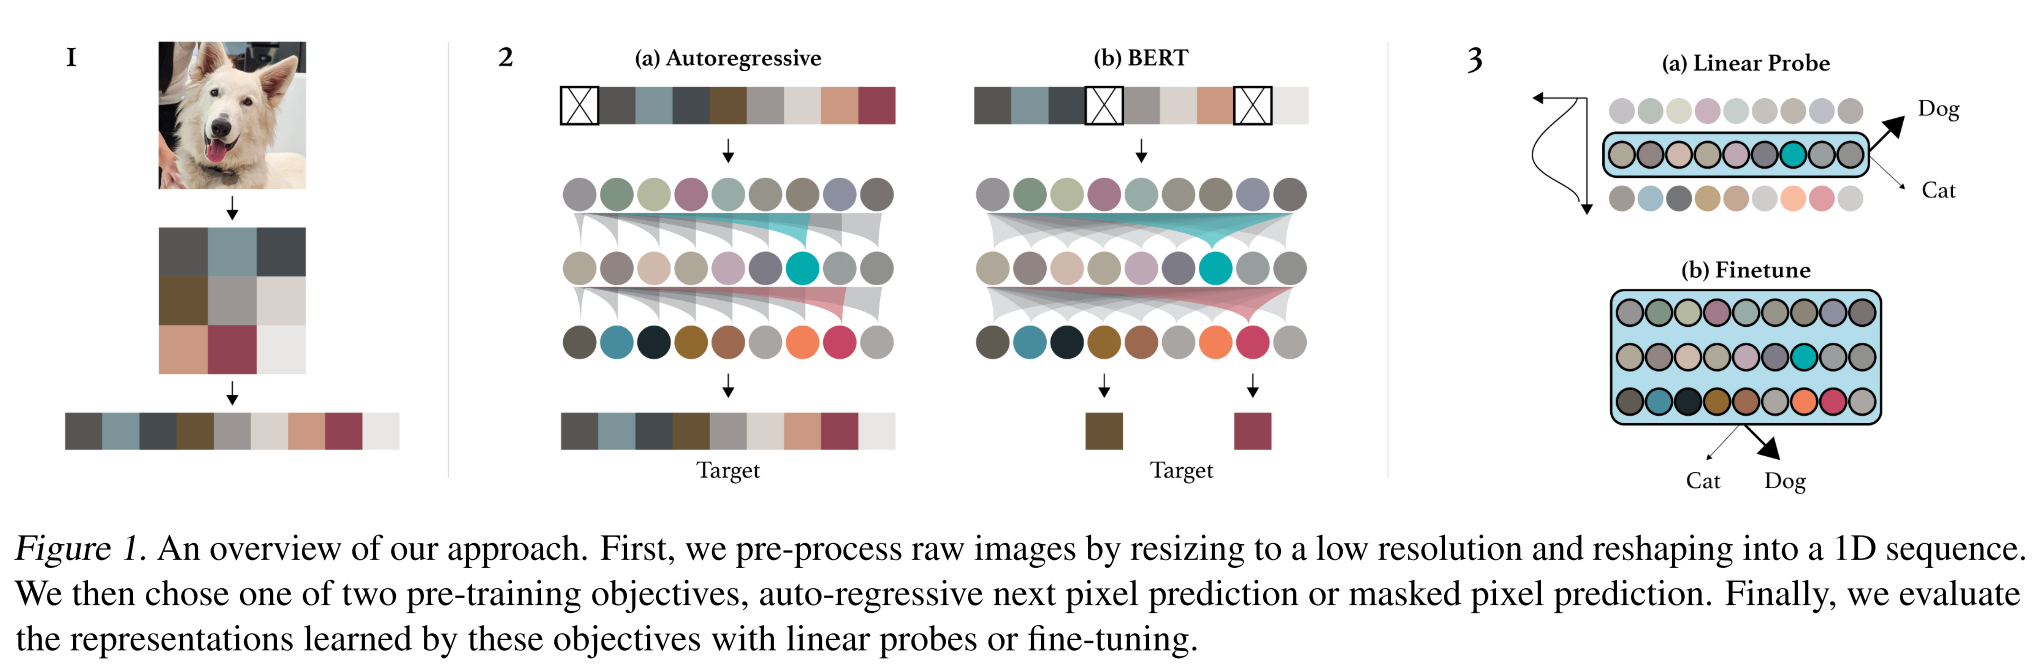 1
2
(a) Autoregressive
(b) BERT
Target
Target
3
(a) Linear Probe
Dog
Cat
(b) Finetune
Cat
Dog
Figure 1. An overview of our approach. First, we pre-process raw images by resizing to a low resolution and reshaping into a 1D sequence.
We then chose one of two pre-training objectives, auto-regressive next pixel prediction or masked pixel prediction. Finally, we evaluate
the representations learned by these objectives with linear probes or fine-tuning.